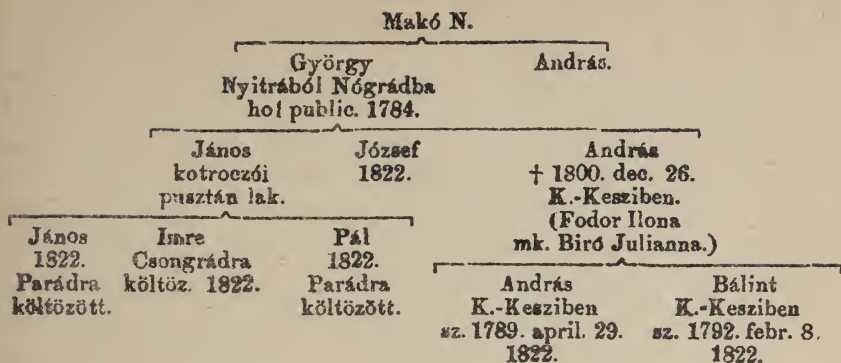 Makó N.
György András.
Nyitrából Nógrádba
hol public. 1784.
János József András
kotroczói 1822. † 1800. dec. 26.
pusztán lak. K.-Kesziben.
(Fodor Ilona
mk. Biró Julianna.)
János Imre Pál
1822. Csongrádra 1822.
Parádra költöz. 1822. Parádra
költözött. költözött.
András Bálint
K.-Kesziben K.-Kesziben
sz. 1789. april. 29. sz. 1792. febr. 8.
1822. 1822.